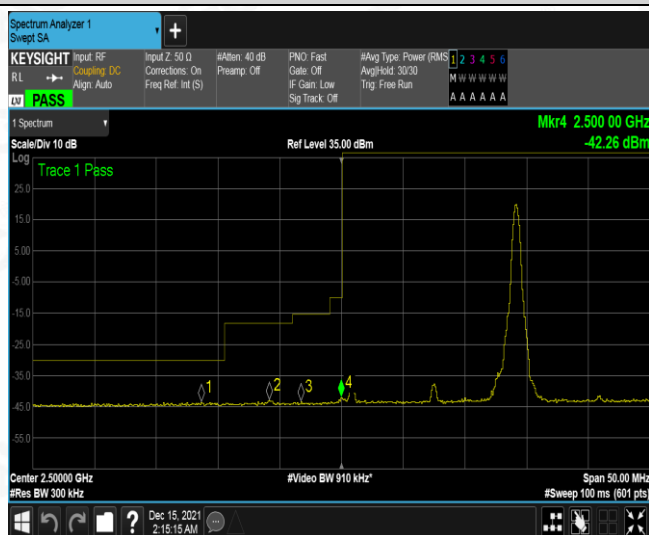 Spectrum Analyzer 1
Swept SA
+
KEYSIGHT
RL
LXI PASS
Input: RF
Coupling: DC
Align: Auto
Input Z: 50 Ω
Corrections: On
Freq Ref: Int (S)
#Atten: 40 dB
Preamp: Off
PNO: Fast
Gate: Off
IF Gain: Low
Sig Track: Off
#Avg Type: Power (RMS
Avg|Hold: 30/30
Trig: Free Run
1 2 3 4 5 6
M W W W W W
A A A A A A
1 Spectrum
Scale/Div 10 dB
Ref Level 35.00 dBm
Mkr4 2.500 00 GHz
-42.26 dBm
Log
Trace 1 Pass
25.0
15.0
5.00
-5.00
-15.0
-25.0
-35.0
-45.0
-55.0
1
2
3
4
Center 2.50000 GHz
#Video BW 910 kHz*
Span 50.00 MHz
#Res BW 300 kHz
#Sweep 100 ms (601 pts)
?
Dec 15, 2021
2:15:15 AM